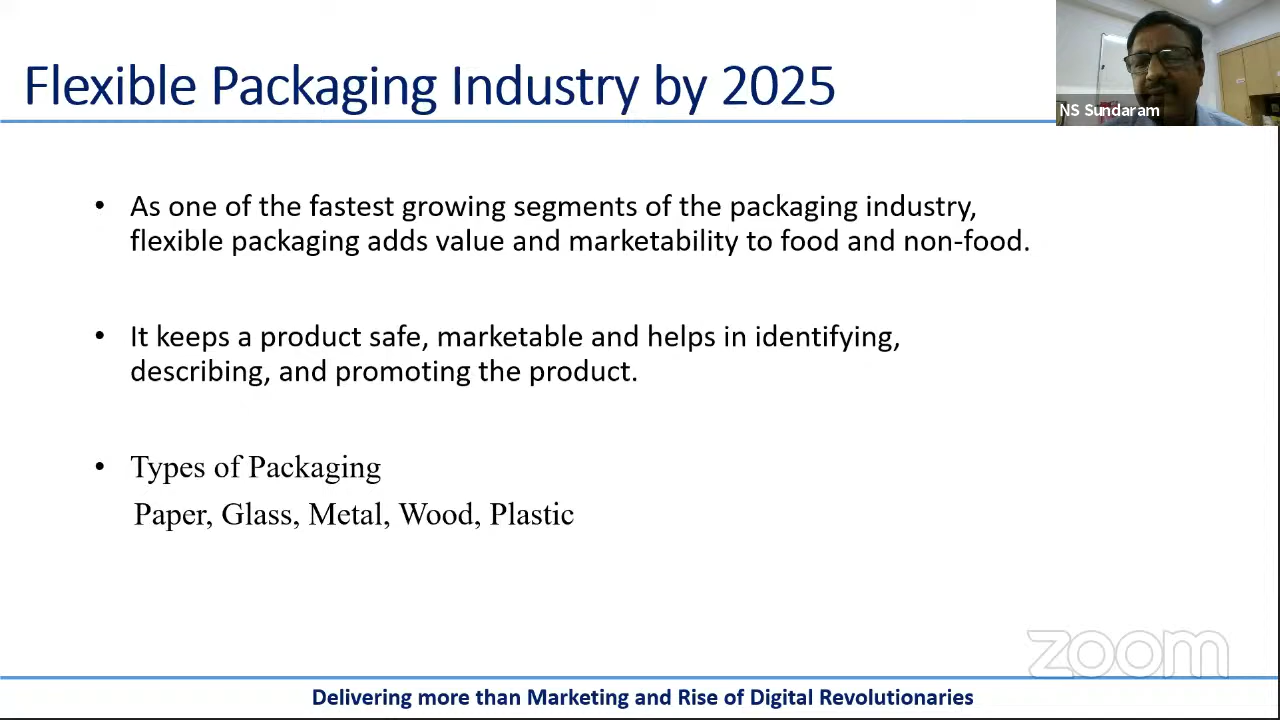 Flexible Packaging Industry by 2025
NS Sundaram
• As one of the fastest growing segments of the packaging industry,
flexible packaging adds value and marketability to food and non-food.
• It keeps a product safe, marketable and helps in identifying,
describing, and promoting the product.
• Types of Packaging
Paper, Glass, Metal, Wood, Plastic
zoom
Delivering more than Marketing and Rise of Digital Revolutionaries